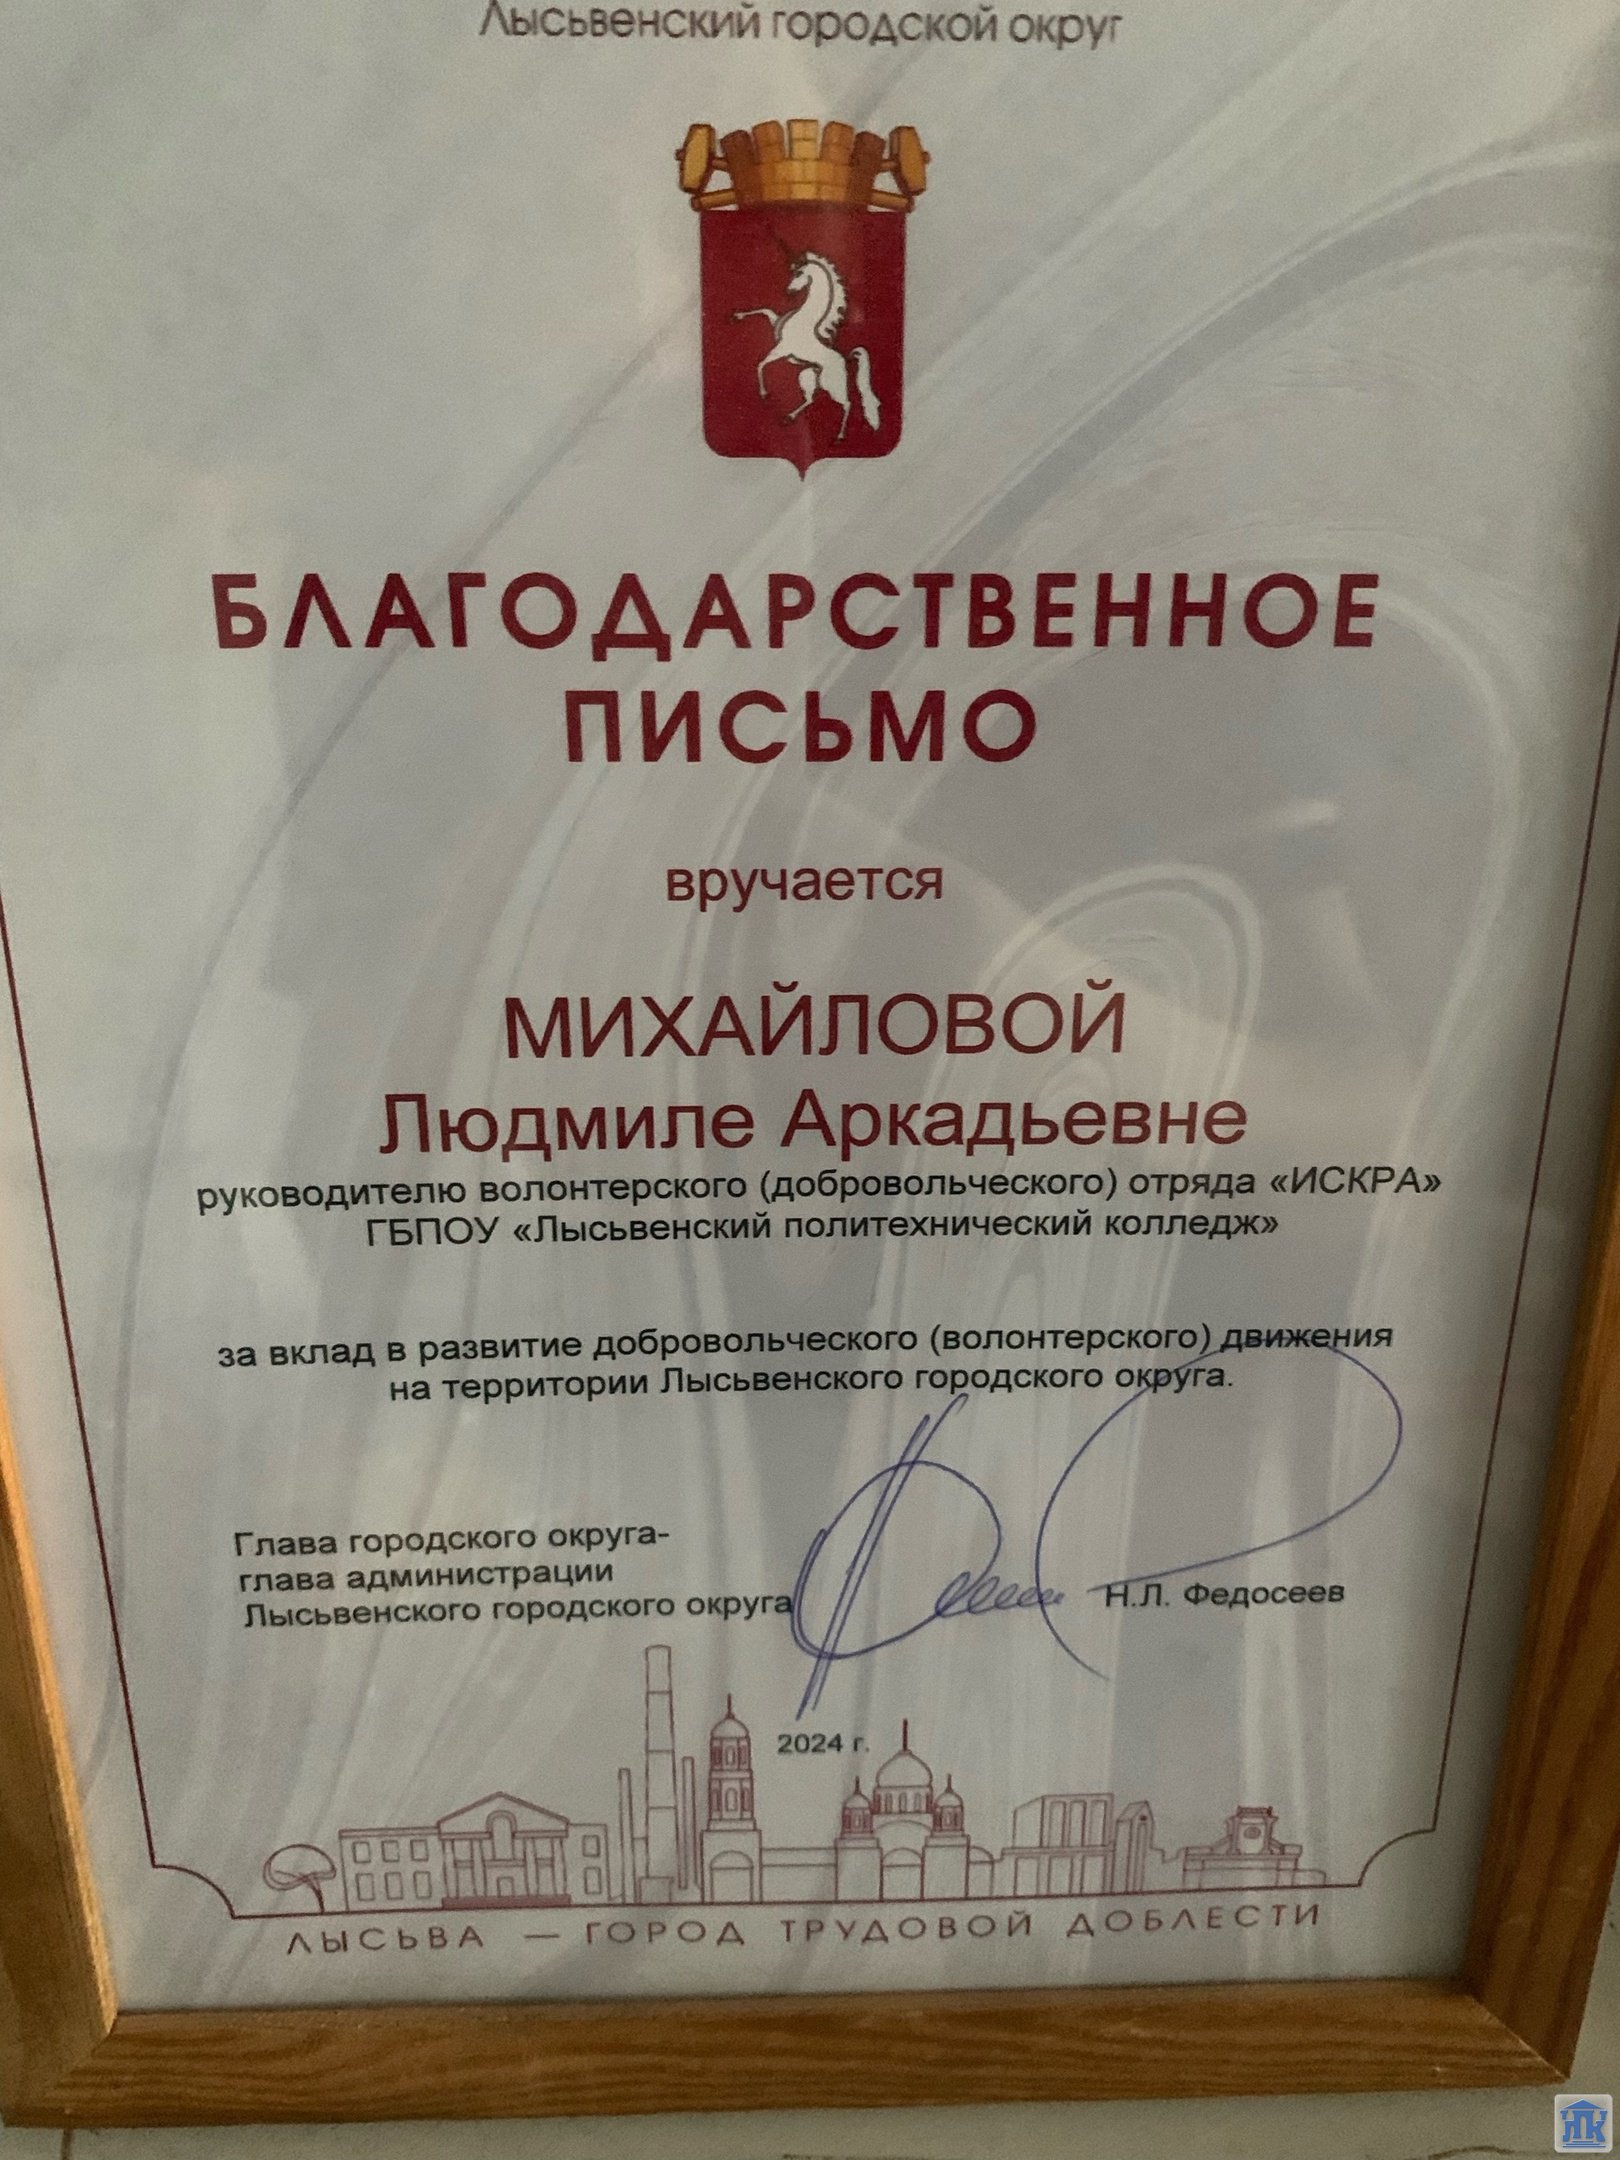 Лысьвенский городской округ
БЛАГОДАРСТВЕННОЕ
ПИСЬМО
вручается
МИХАЙЛОВОЙ
Людмиле Аркадьевне
руководителю волонтерского (добровольческого) отряда «ИСКРА»
ГБПОУ «Лысьвенский политехнический колледж»
за вклад в развитие добровольческого (волонтерского) движения
на территории Лысьвенского городского округа.
Глава городского округа-
глава администрации
Лысьвенского городского округа
Н.Л. Федосеев
2024 г.
ЛЫСЬВА — ГОРОД ТРУДОВОЙ ДОБЛЕСТИ
ЛПК